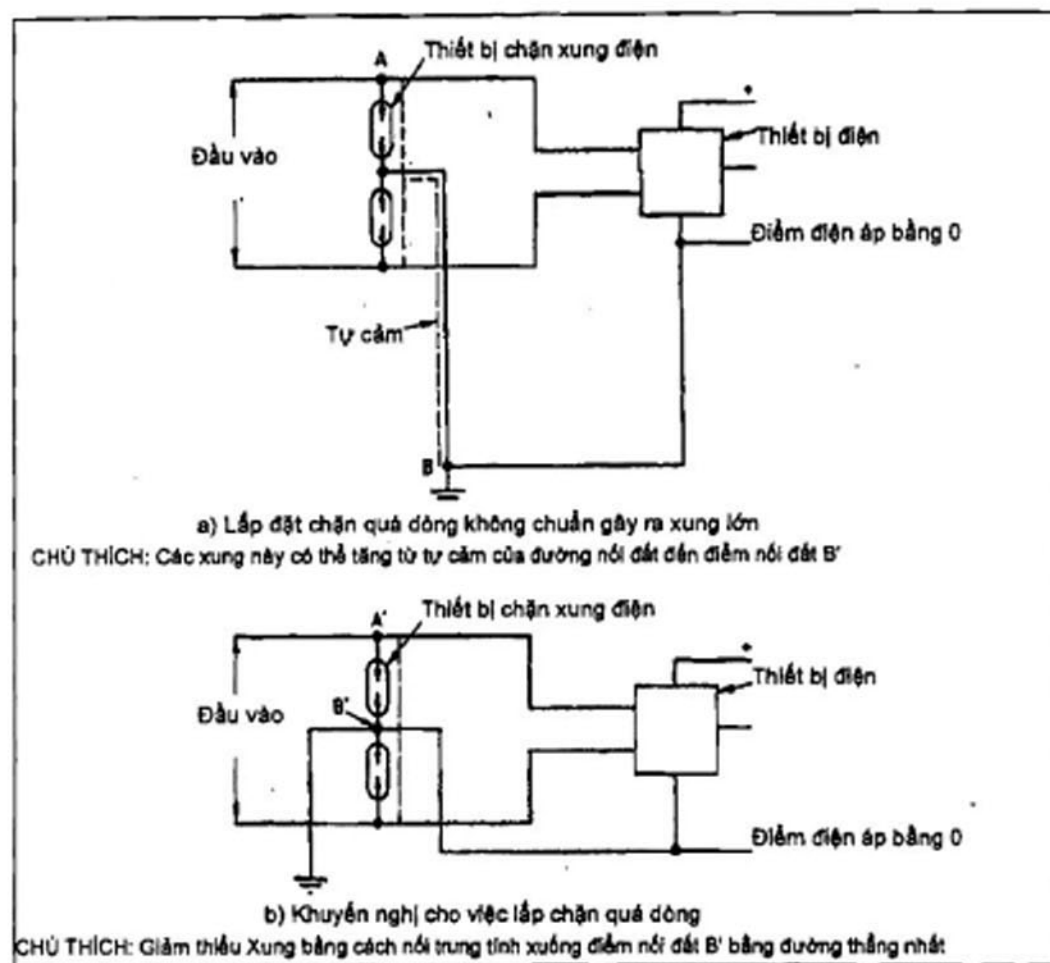 A
Thiết bị chặn xung điện
+
Thiết bị điện
Đầu vào
Điểm điện áp bằng 0
Tự cảm
B
a) Lắp đặt chặn quá dòng không chuẩn gây ra xung lớn
CHÚ THÍCH: Các xung này có thể tăng từ tự cảm của đường nối đất đến điểm nối đất B'
Thiết bị chặn xung điện
A'
+
Thiết bị điện
B'
Đầu vào
Điểm điện áp bằng 0
b) Khuyến nghị cho việc lắp chặn quá dòng
CHÚ THÍCH: Giảm thiểu Xung bằng cách nối trung tính xuống điểm nối đất B' bằng đường thẳng nhất